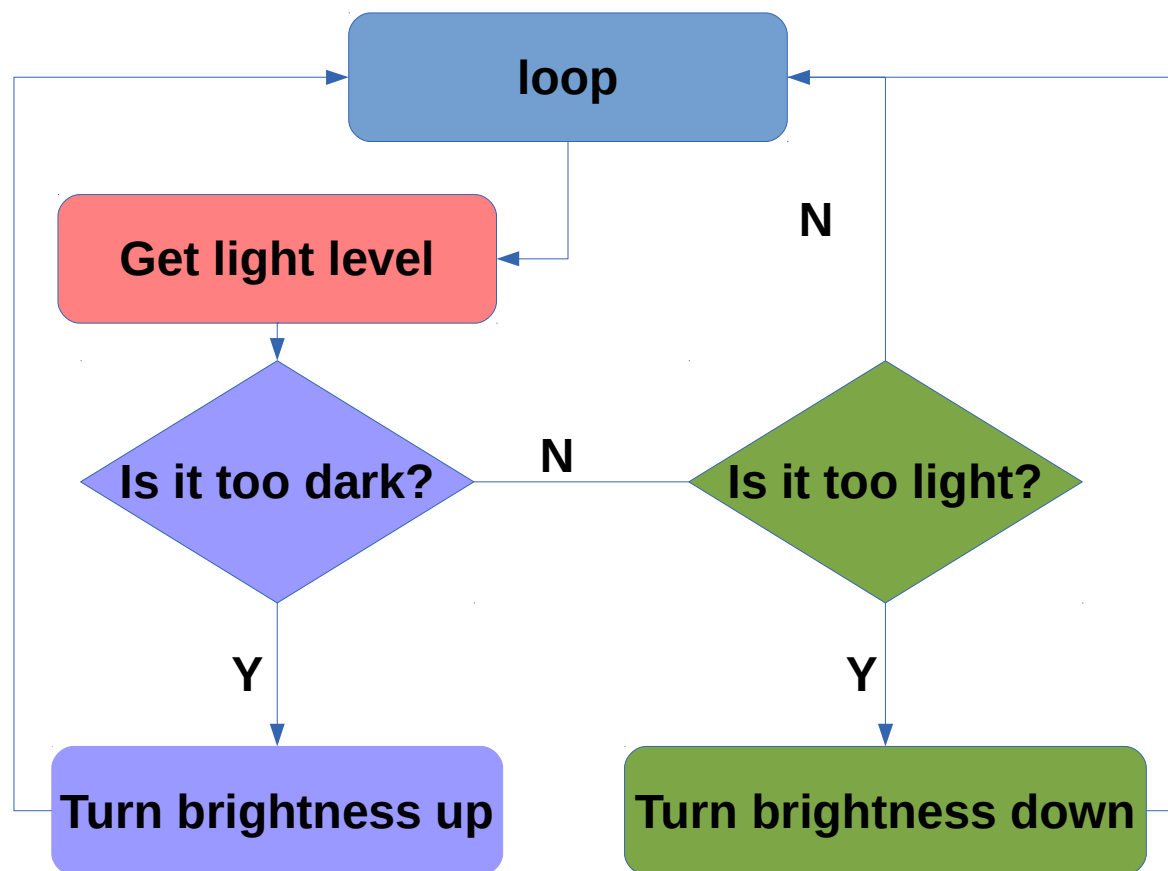 loop
N
Get light level
N
Is it too dark?
Is it too light?
Y
Y
Turn brightness up
Turn brightness down